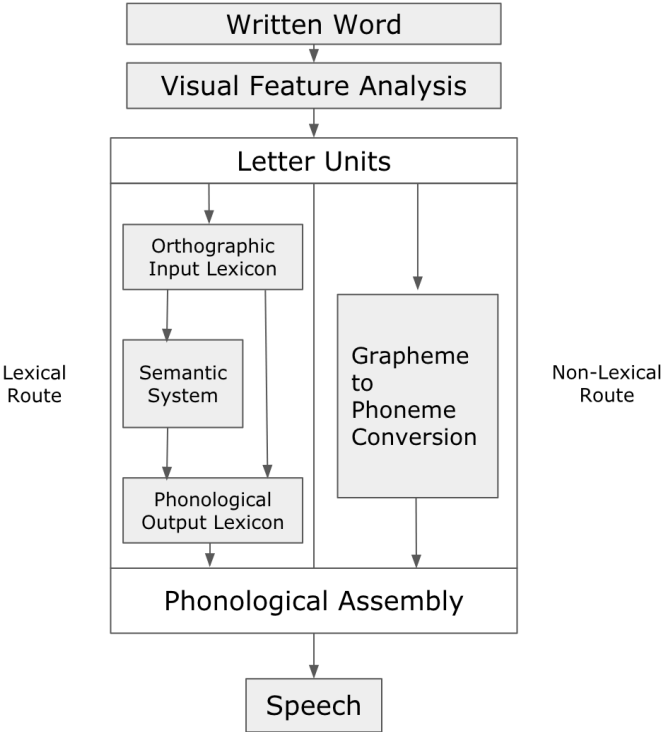 Written Word
Visual Feature Analysis
Letter Units
Orthographic
Input Lexicon
Lexical
Route
Semantic
System
Grapheme
to
Phoneme
Conversion
Non-Lexical
Route
Phonological
Output Lexicon
Phonological Assembly
Speech